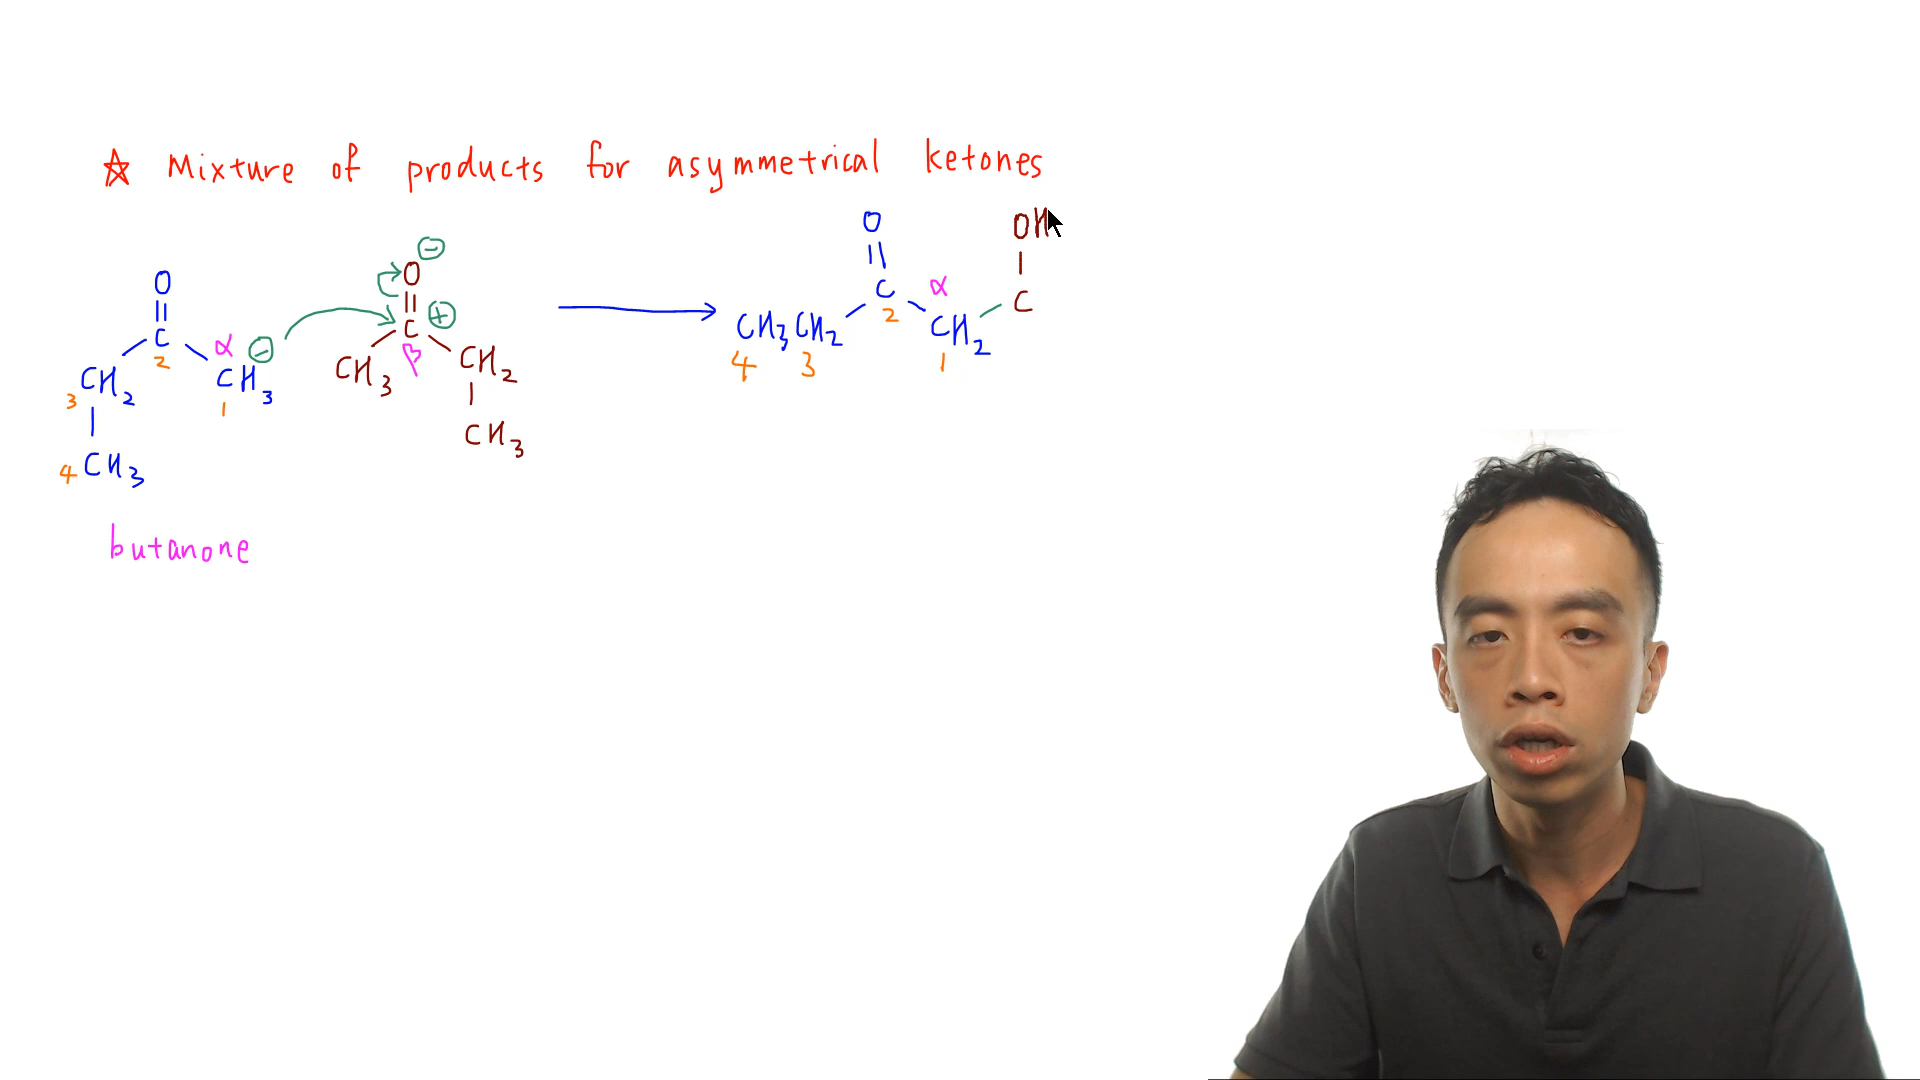 ☆ Mixture of products for asymmetrical ketones
O
||
C
2
CH2
3
CH3
4
α
CH3 ⊖
1
O ⊖
||
C ⊕
β
CH3
CH2
|
CH3
O
||
C
2
CH3CH2
4 3
α
CH2
1
OH
|
C
butanone